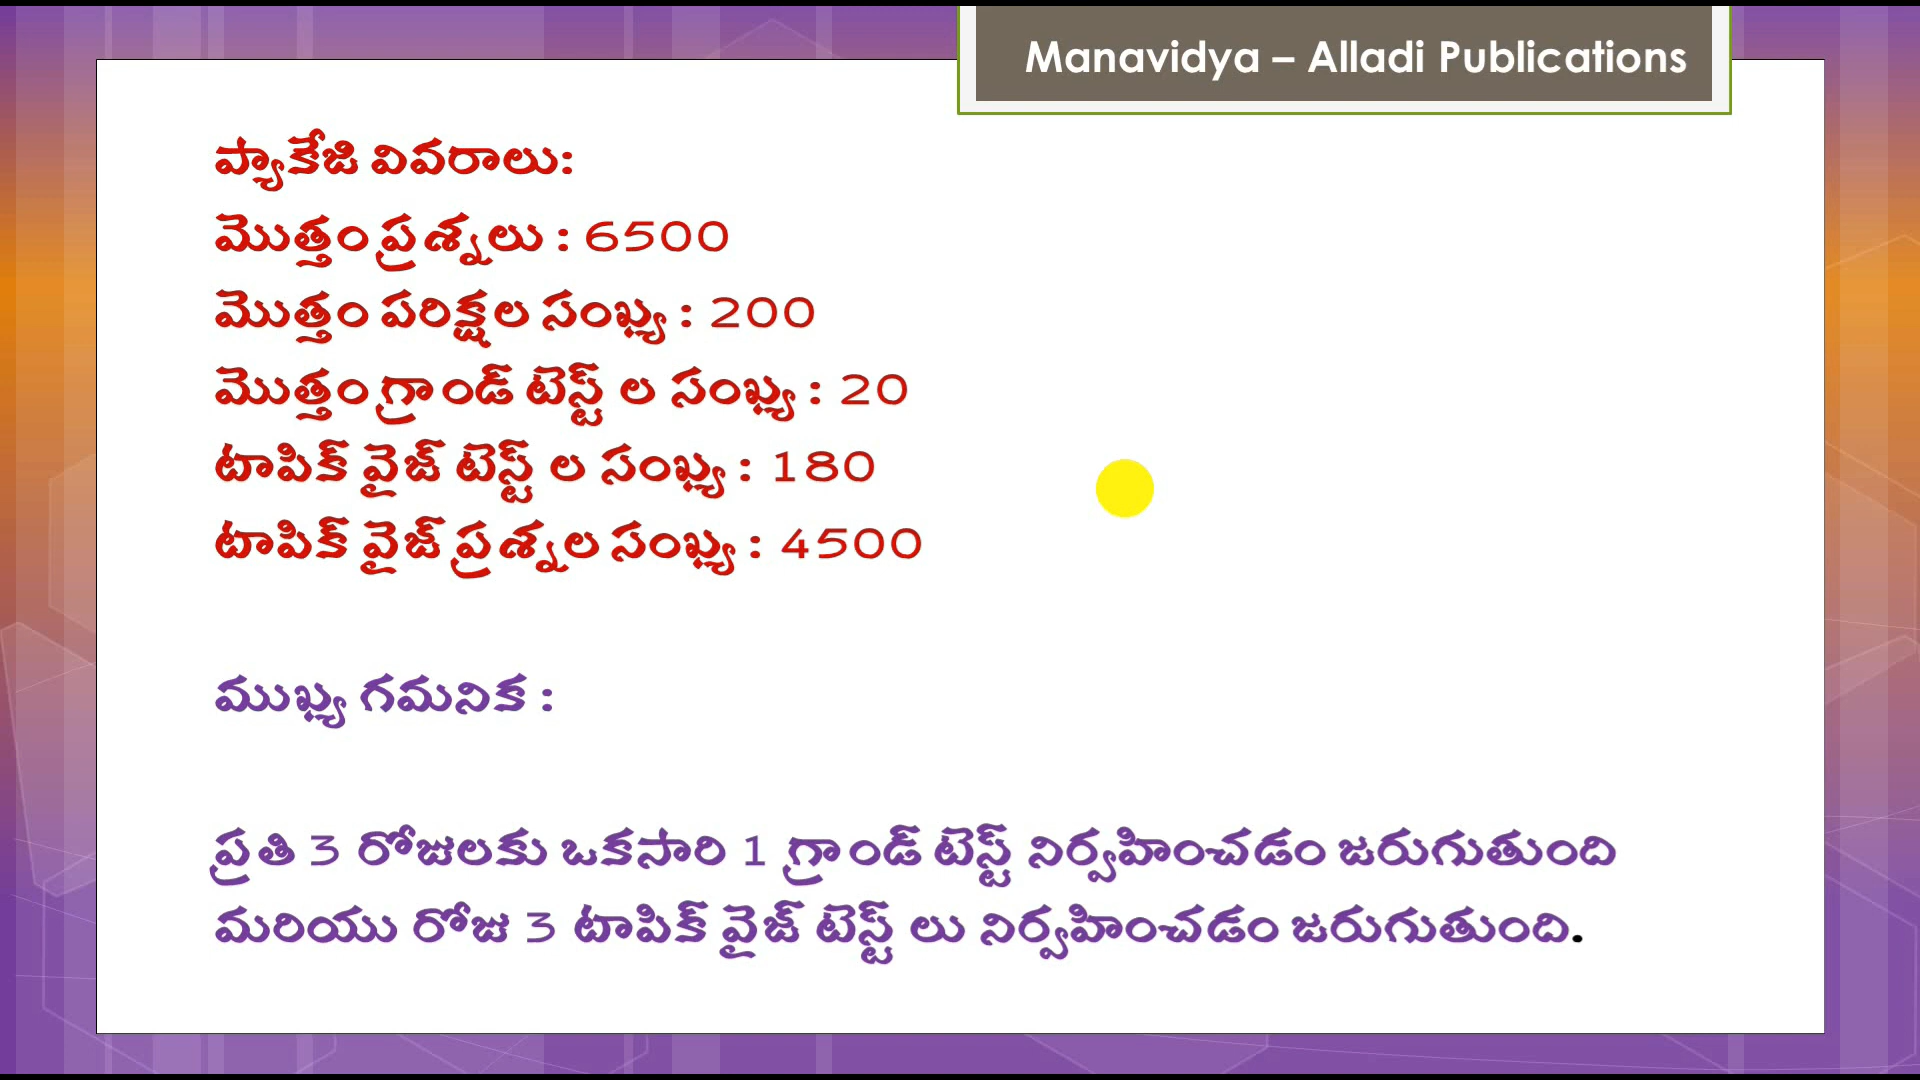 Manavidya – Alladi Publications
ప్యాకేజి వివరాలు:
మొత్తం ప్రశ్నలు : 6500
మొత్తం పరిక్షల సంఖ్య : 200
మొత్తం గ్రాండ్ టెస్ట్ ల సంఖ్య : 20
టాపిక్ వైజ్ టెస్ట్ ల సంఖ్య : 180
టాపిక్ వైజ్ ప్రశ్నల సంఖ్య : 4500
ముఖ్య గమనిక :
ప్రతి 3 రోజులకు ఒకసారి 1 గ్రాండ్ టెస్ట్ నిర్వహించడం జరుగుతుంది
మరియు రోజు 3 టాపిక్ వైజ్ టెస్ట్ లు నిర్వహించడం జరుగుతుంది.